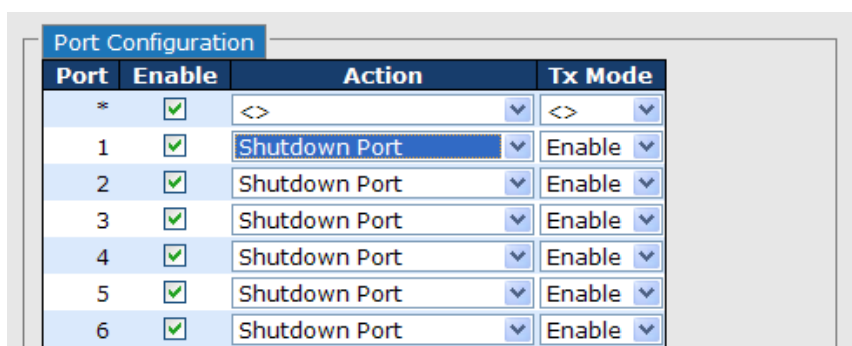 Port Configuration
Port Enable Action Tx Mode
* <> <>
1 Shutdown Port Enable
2 Shutdown Port Enable
3 Shutdown Port Enable
4 Shutdown Port Enable
5 Shutdown Port Enable
6 Shutdown Port Enable